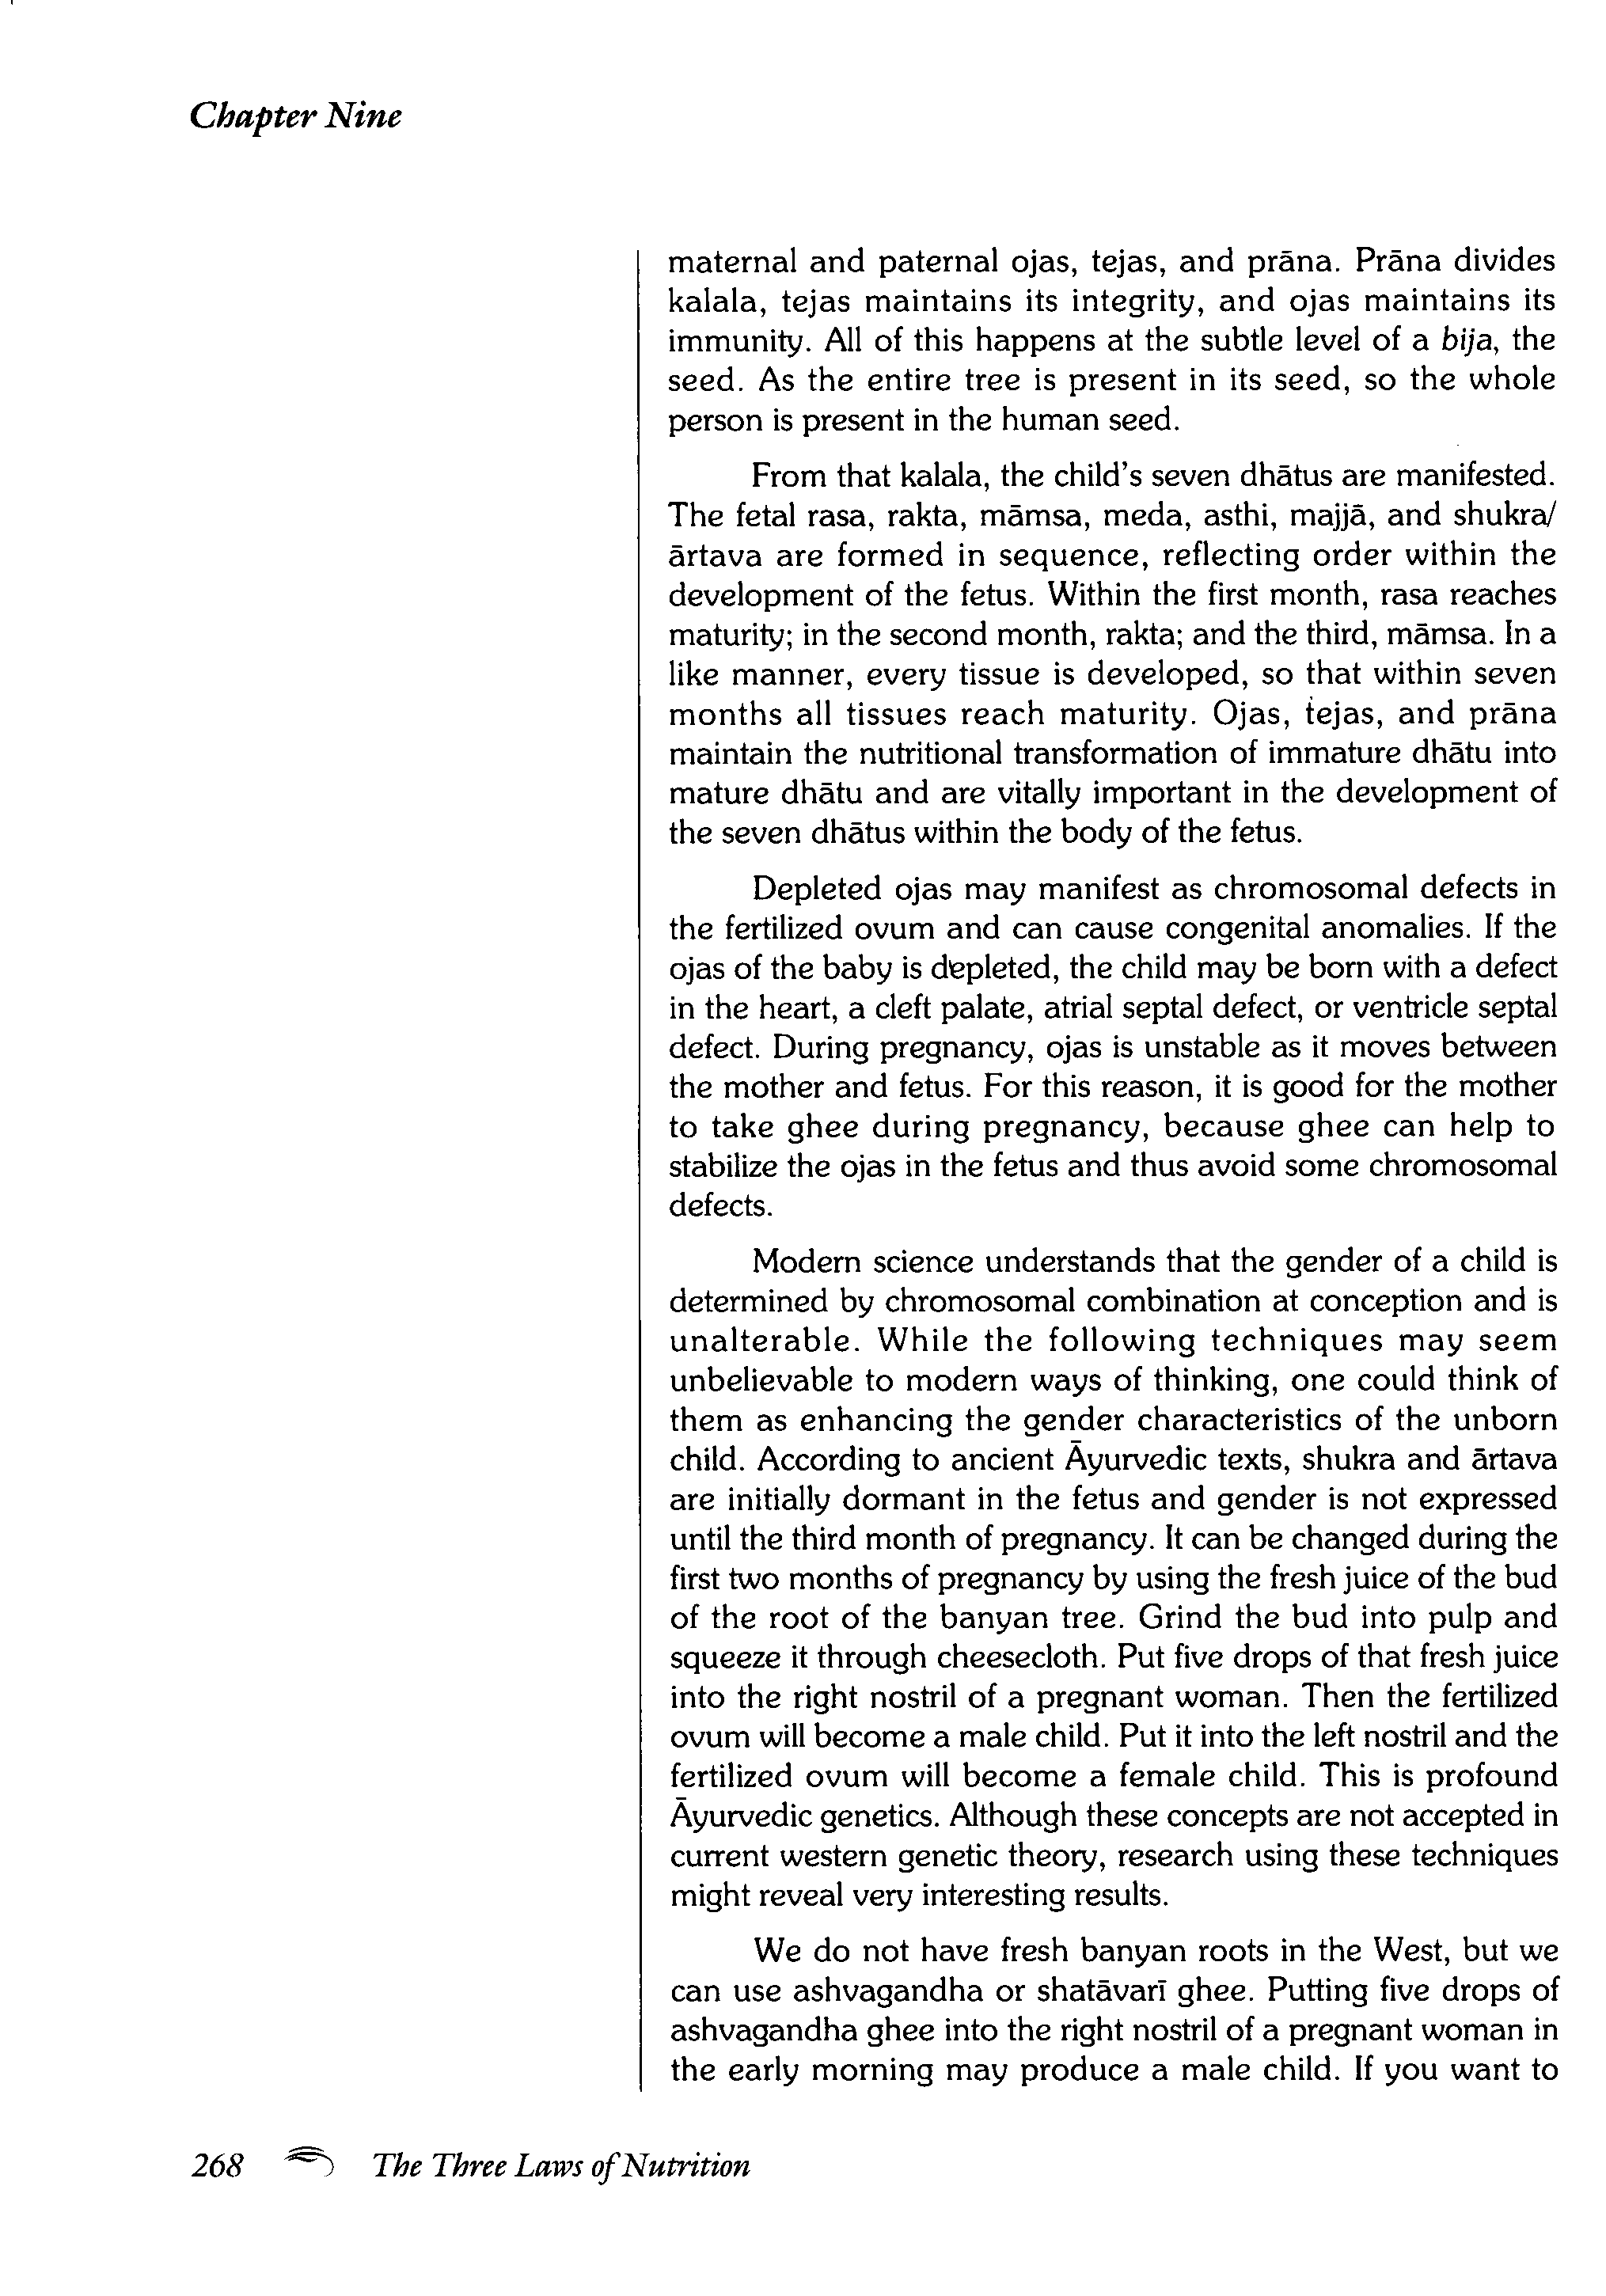 Chapter Nine
maternal and paternal ojas, tejas, and prāna. Prāna divides
kalala, tejas maintains its integrity, and ojas maintains its
immunity. All of this happens at the subtle level of a bija, the
seed. As the entire tree is present in its seed, so the whole
person is present in the human seed.
From that kalala, the child's seven dhātus are manifested.
The fetal rasa, rakta, māmsa, meda, asthi, majjā, and shukra/
ārtava are formed in sequence, reflecting order within the
development of the fetus. Within the first month, rasa reaches
maturity; in the second month, rakta; and the third, māmsa. In a
like manner, every tissue is developed, so that within seven
months all tissues reach maturity. Ojas, tejas, and prāna
maintain the nutritional transformation of immature dhātu into
mature dhātu and are vitally important in the development of
the seven dhātus within the body of the fetus.
Depleted ojas may manifest as chromosomal defects in
the fertilized ovum and can cause congenital anomalies. If the
ojas of the baby is depleted, the child may be born with a defect
in the heart, a cleft palate, atrial septal defect, or ventricle septal
defect. During pregnancy, ojas is unstable as it moves between
the mother and fetus. For this reason, it is good for the mother
to take ghee during pregnancy, because ghee can help to
stabilize the ojas in the fetus and thus avoid some chromosomal
defects.
Modern science understands that the gender of a child is
determined by chromosomal combination at conception and is
unalterable. While the following techniques may seem
unbelievable to modern ways of thinking, one could think of
them as enhancing the gender characteristics of the unborn
child. According to ancient Āyurvedic texts, shukra and ārtava
are initially dormant in the fetus and gender is not expressed
until the third month of pregnancy. It can be changed during the
first two months of pregnancy by using the fresh juice of the bud
of the root of the banyan tree. Grind the bud into pulp and
squeeze it through cheesecloth. Put five drops of that fresh juice
into the right nostril of a pregnant woman. Then the fertilized
ovum will become a male child. Put it into the left nostril and the
fertilized ovum will become a female child. This is profound
Āyurvedic genetics. Although these concepts are not accepted in
current western genetic theory, research using these techniques
might reveal very interesting results.
We do not have fresh banyan roots in the West, but we
can use ashvagandha or shatāvarī ghee. Putting five drops of
ashvagandha ghee into the right nostril of a pregnant woman in
the early morning may produce a male child. If you want to
268 The Three Laws of Nutrition